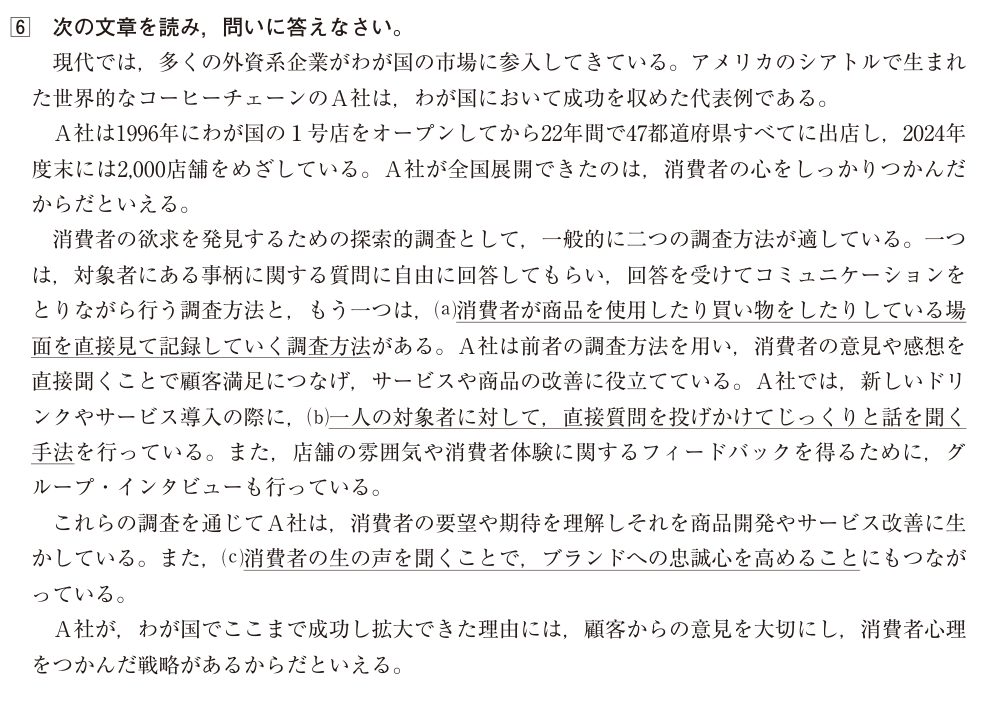 6 次の文章を読み，問いに答えなさい。
現代では，多くの外資系企業がわが国の市場に参入してきている。アメリカのシアトルで生まれ
た世界的なコーヒーチェーンのＡ社は，わが国において成功を収めた代表例である。
Ａ社は1996年にわが国の１号店をオープンしてから22年間で47都道府県すべてに出店し，2024年
度末には2,000店舗をめざしている。Ａ社が全国展開できたのは，消費者の心をしっかりつかんだ
からだといえる。
消費者の欲求を発見するための探索的調査として，一般的に二つの調査方法が適している。一つ
は，対象者にある事柄に関する質問に自由に回答してもらい，回答を受けてコミュニケーションを
とりながら行う調査方法と，もう一つは，(a)消費者が商品を使用したり買い物をしたりしている場
面を直接見て記録していく調査方法がある。Ａ社は前者の調査方法を用い，消費者の意見や感想を
直接聞くことで顧客満足につなげ，サービスや商品の改善に役立てている。Ａ社では，新しいドリ
ンクやサービス導入の際に，(b)一人の対象者に対して，直接質問を投げかけてじっくりと話を聞く
手法を行っている。また，店舗の雰囲気や消費者体験に関するフィードバックを得るために，グ
ループ・インタビューも行っている。
これらの調査を通じてＡ社は，消費者の要望や期待を理解しそれを商品開発やサービス改善に生
かしている。また，(c)消費者の生の声を聞くことで，ブランドへの忠誠心を高めることにもつなが
っている。
Ａ社が，わが国でここまで成功し拡大できた理由には，顧客からの意見を大切にし，消費者心理
をつかんだ戦略があるからだといえる。